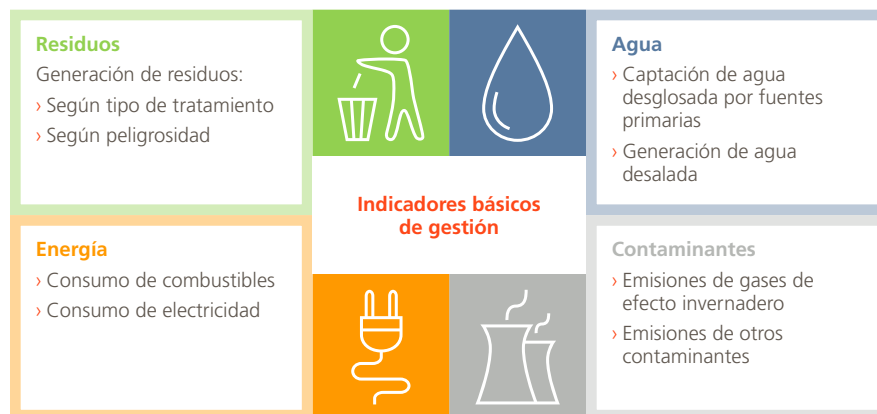 Residuos
Generación de residuos:
› Según tipo de tratamiento
› Según peligrosidad
Agua
› Captación de agua
desglosada por fuentes
primarias
› Generación de agua
desalada
Indicadores básicos
de gestión
Energía
› Consumo de combustibles
› Consumo de electricidad
Contaminantes
› Emisiones de gases de
efecto invernadero
› Emisiones de otros
contaminantes